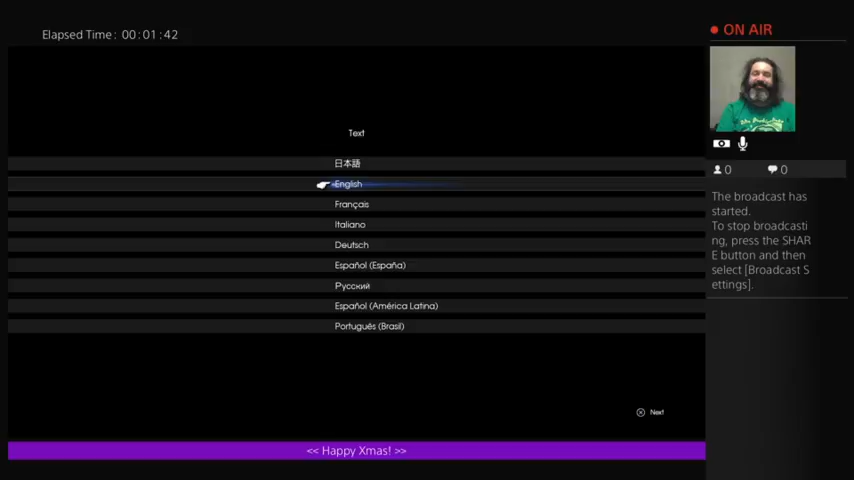 Elapsed Time: 00:01:42
ON AIR
Text
日本語
English
Français
Italiano
Deutsch
Español (España)
Русский
Español (América Latina)
Português (Brasil)
Next
<< Happy Xmas! >>
0 0
The broadcast has
started.
To stop broadcasti
ng, press the SHAR
E button and then
select [Broadcast S
ettings].